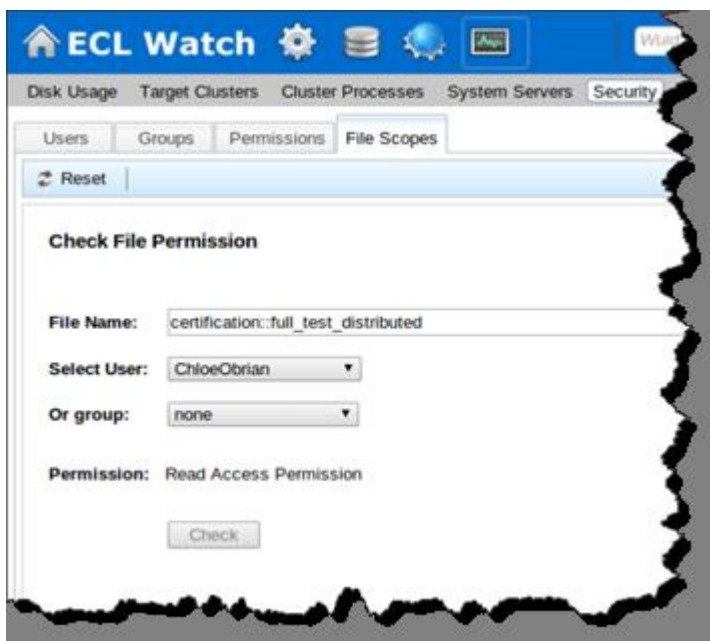 ECL Watch
Wuid
Disk Usage Target Clusters Cluster Processes System Servers Security
Users Groups Permissions File Scopes
Reset
Check File Permission
File Name: certification::full_test_distributed
Select User: ChloeObrian
Or group: none
Permission: Read Access Permission
Check